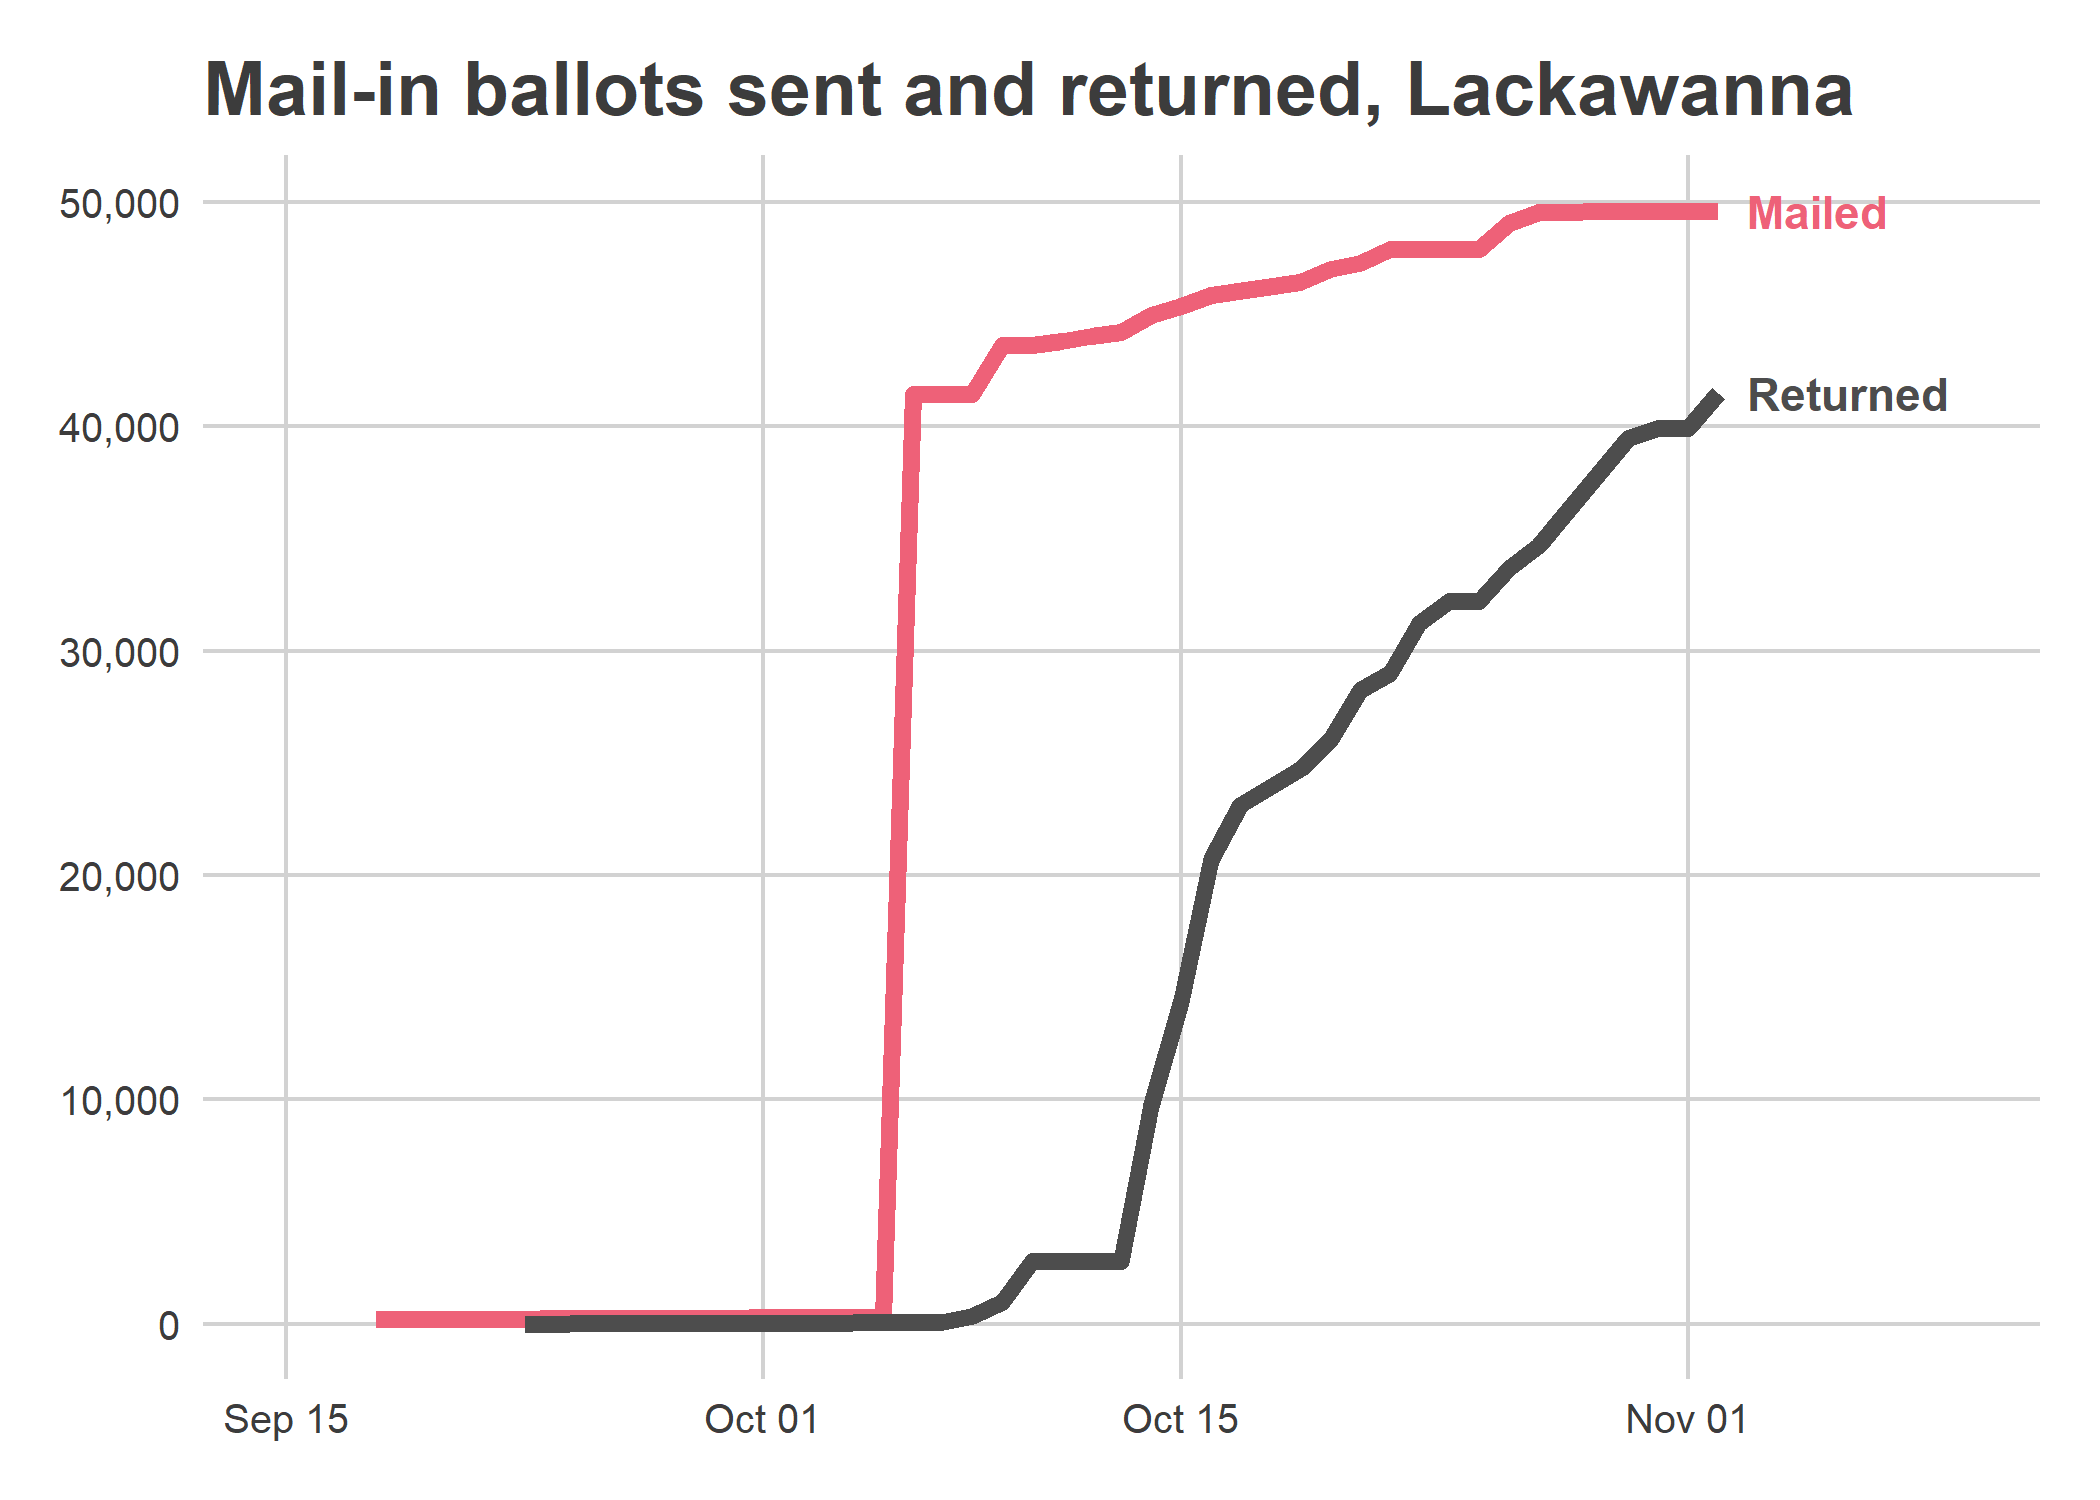 Mail-in ballots sent and returned, Lackawanna
50,000
Mailed
Returned
40,000
30,000
20,000
10,000
0
Sep 15
Oct 01
Oct 15
Nov 01